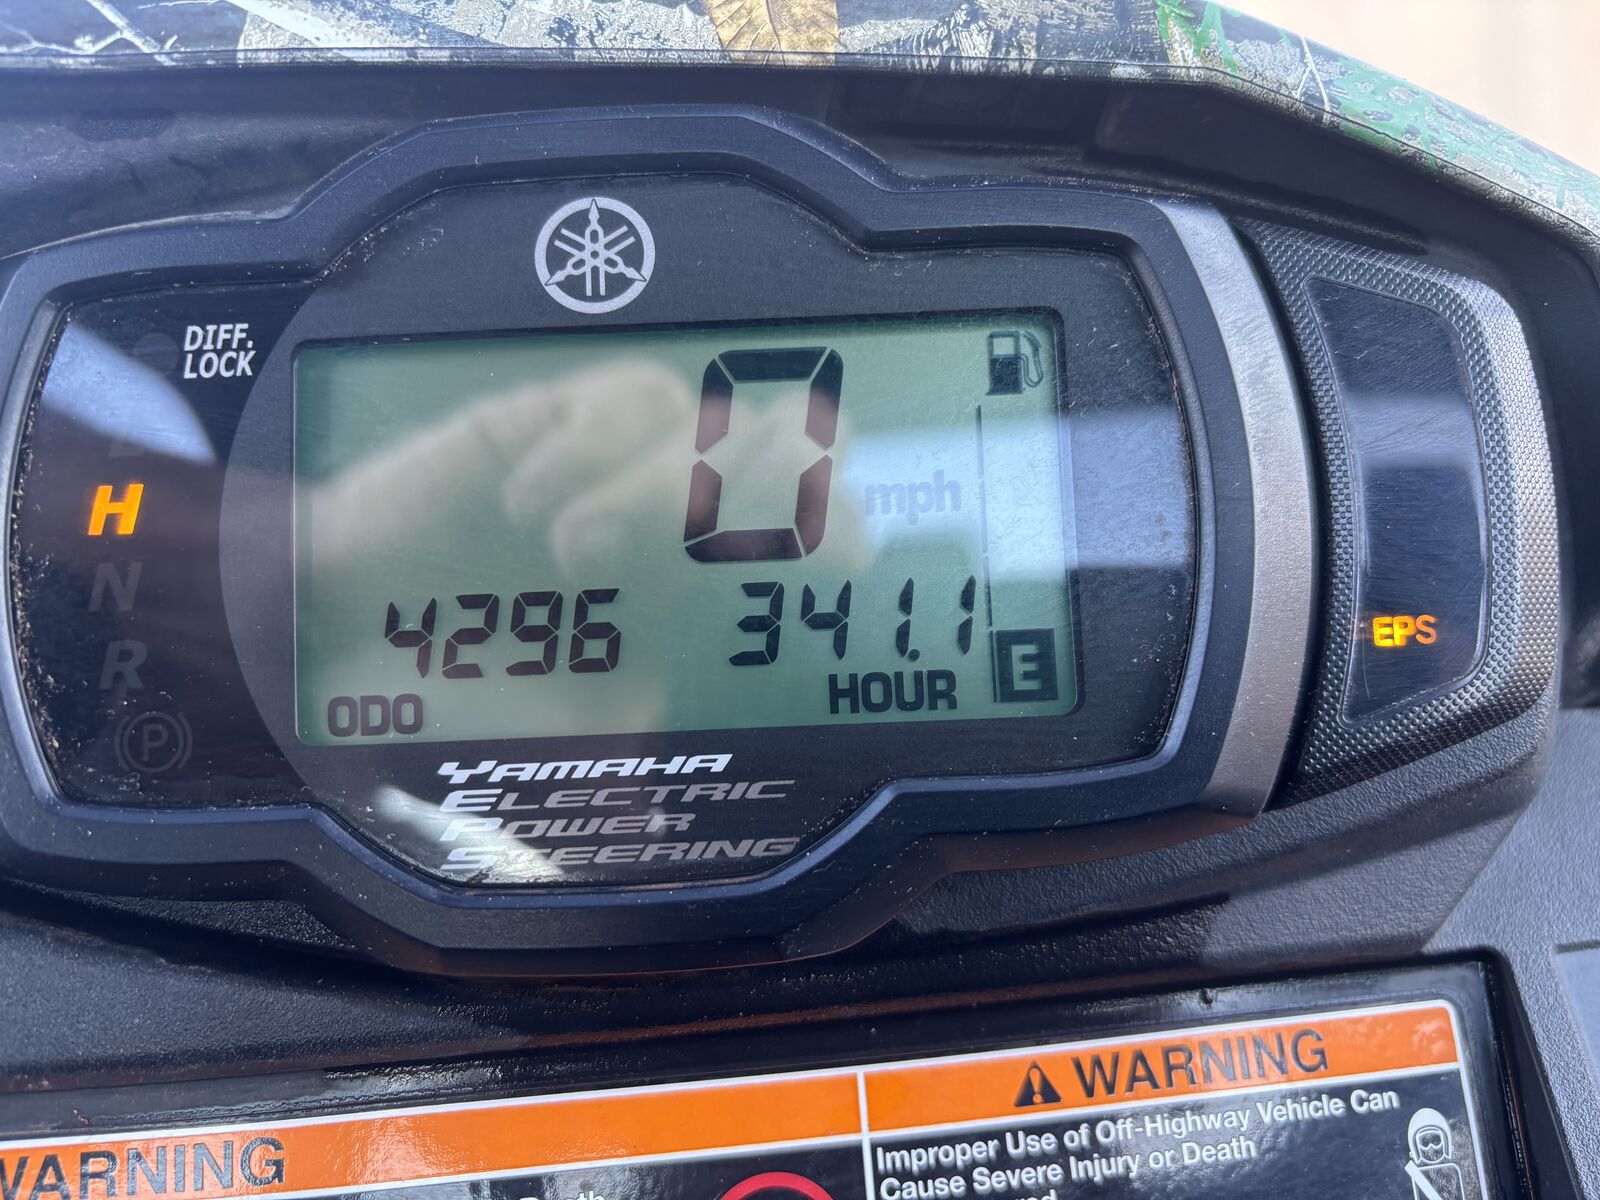 DIFF.
LOCK
H
N
R
P
0
mph
4296
341.1
ODO
HOUR
E
EPS
YAMAHA
ELECTRIC
POWER
STEERING
WARNING
WARNING
Improper Use of Off-Highway Vehicle Can
Cause Severe Injury or Death